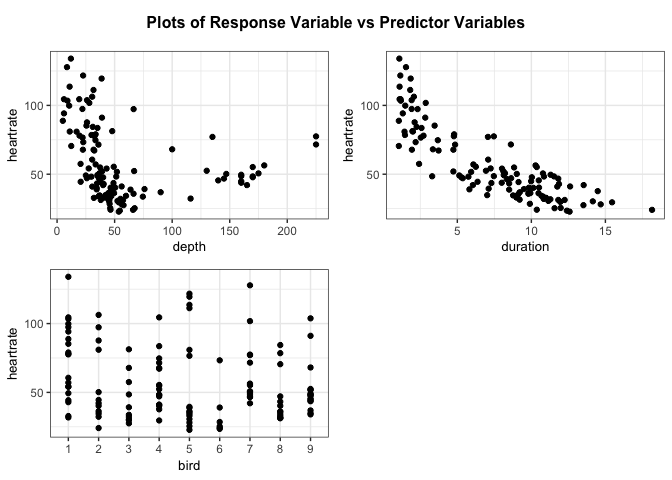 Plots of Response Variable vs Predictor Variables
heartrate
100
50
0 50 100 150 200
depth
heartrate
100
50
5 10 15
duration
heartrate
100
50
1 2 3 4 5 6 7 8 9
bird